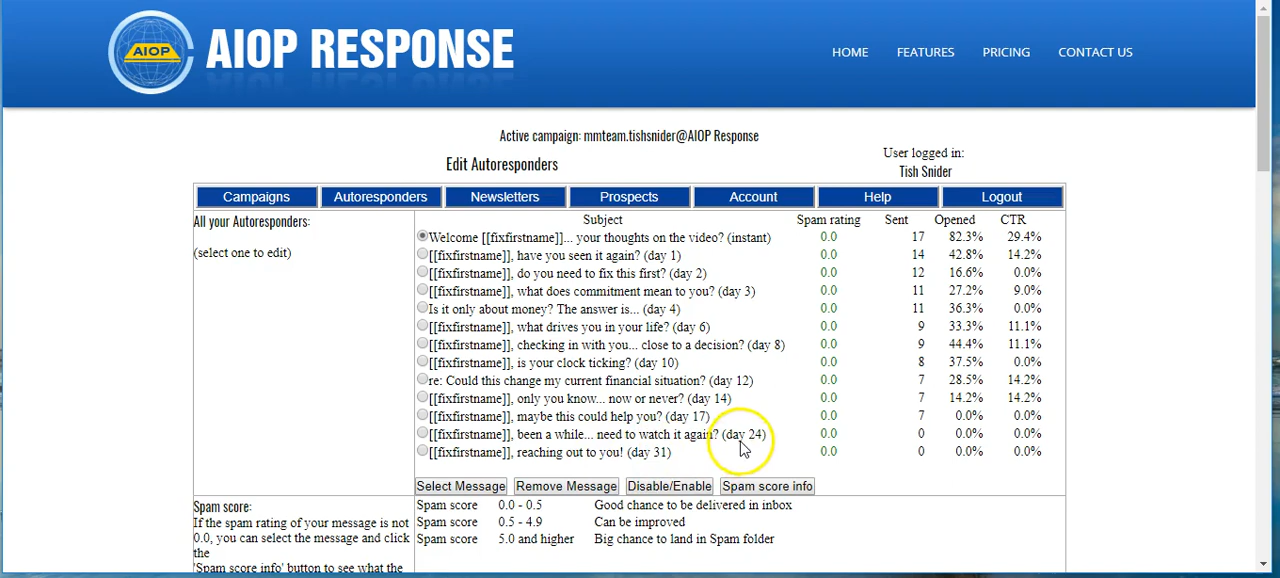 AIOP AIOP RESPONSE HOME FEATURES PRICING CONTACT US
Active campaign: mmteam.tishsnider@AIOP Response
Edit Autoresponders
User logged in:
Tish Snider
Campaigns Autoresponders Newsletters Prospects Account Help Logout
All your Autoresponders:
(select one to edit)
Subject Spam rating Sent Opened CTR
Welcome [[fixfirstname]]... your thoughts on the video? (instant) 0.0 17 82.3% 29.4%
[[fixfirstname]], have you seen it again? (day 1) 0.0 14 42.8% 14.2%
[[fixfirstname]], do you need to fix this first? (day 2) 0.0 12 16.6% 0.0%
[[fixfirstname]], what does commitment mean to you? (day 3) 0.0 11 27.2% 9.0%
Is it only about money? The answer is... (day 4) 0.0 11 36.3% 0.0%
[[fixfirstname]], what drives you in your life? (day 6) 0.0 9 33.3% 11.1%
[[fixfirstname]], checking in with you... close to a decision? (day 8) 0.0 9 44.4% 11.1%
[[fixfirstname]], is your clock ticking? (day 10) 0.0 8 37.5% 0.0%
re: Could this change my current financial situation? (day 12) 0.0 7 28.5% 14.2%
[[fixfirstname]], only you know... now or never? (day 14) 0.0 7 14.2% 14.2%
[[fixfirstname]], maybe this could help you? (day 17) 0.0 7 0.0% 0.0%
[[fixfirstname]], been a while... need to watch it again? (day 24) 0.0 0 0.0% 0.0%
[[fixfirstname]], reaching out to you! (day 31) 0.0 0 0.0% 0.0%
Select Message Remove Message Disable/Enable Spam score info
Spam score:
If the spam rating of your message is not
0.0, you can select the message and click
the
'Spam score info' button to see what the
Spam score 0.0 - 0.5 Good chance to be delivered in inbox
Spam score 0.5 - 4.9 Can be improved
Spam score 5.0 and higher Big chance to land in Spam folder